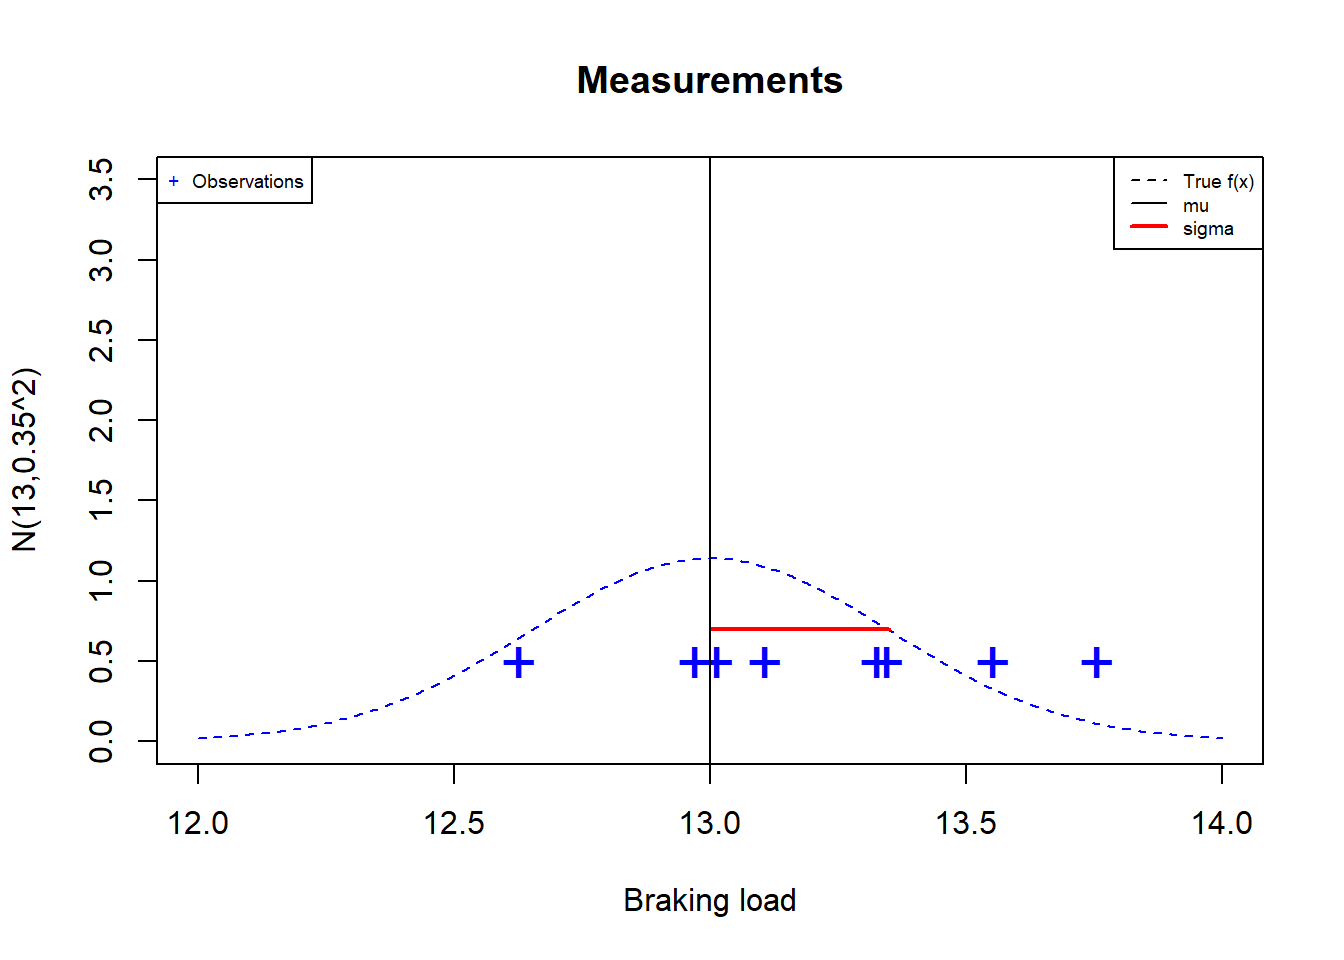 Measurements
+ Observations
True f(x)
mu
sigma
N(13,0.35^2)
3.5
3.0
2.5
2.0
1.5
1.0
0.5
0.0
12.0 12.5 13.0 13.5 14.0
Braking load